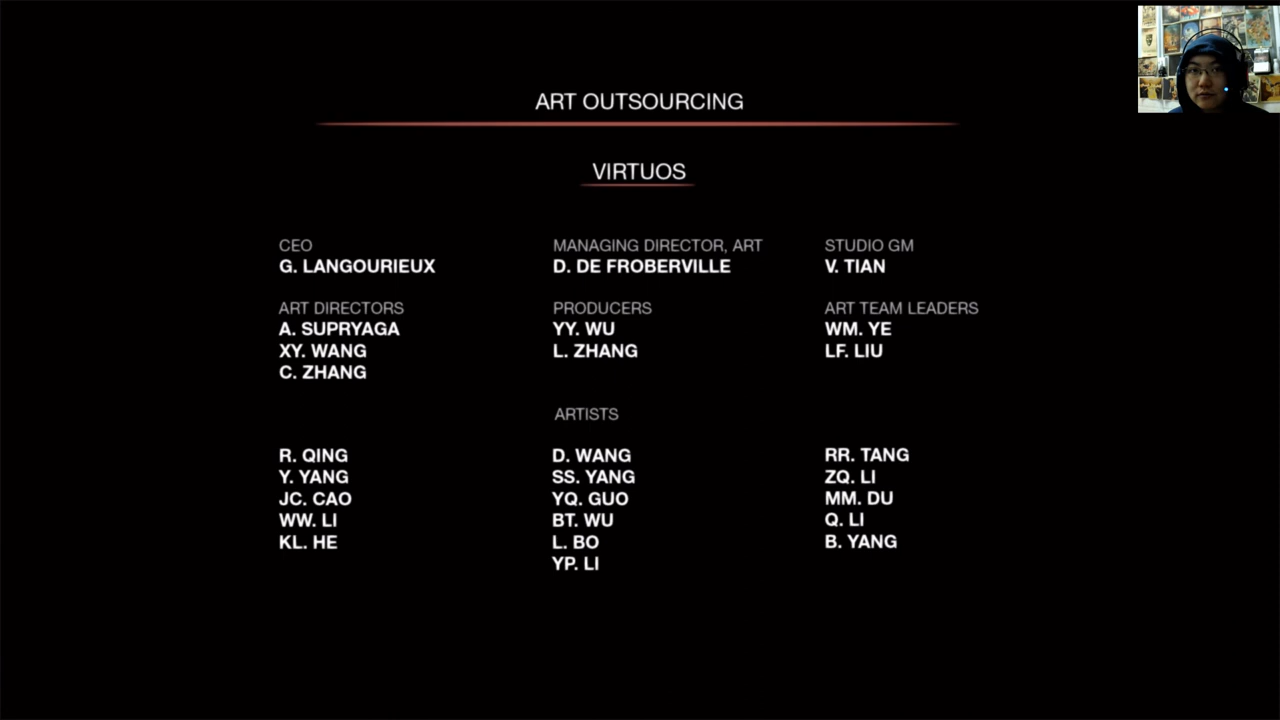 ART OUTSOURCING
VIRTUOS
CEO
G. LANGOURIEUX
MANAGING DIRECTOR, ART
D. DE FROBERVILLE
STUDIO GM
V. TIAN
ART DIRECTORS
A. SUPRYAGA
XY. WANG
C. ZHANG
PRODUCERS
YY. WU
L. ZHANG
ART TEAM LEADERS
WM. YE
LF. LIU
ARTISTS
R. QING
Y. YANG
JC. CAO
WW. LI
KL. HE
D. WANG
SS. YANG
YQ. GUO
BT. WU
L. BO
YP. LI
RR. TANG
ZQ. LI
MM. DU
Q. LI
B. YANG